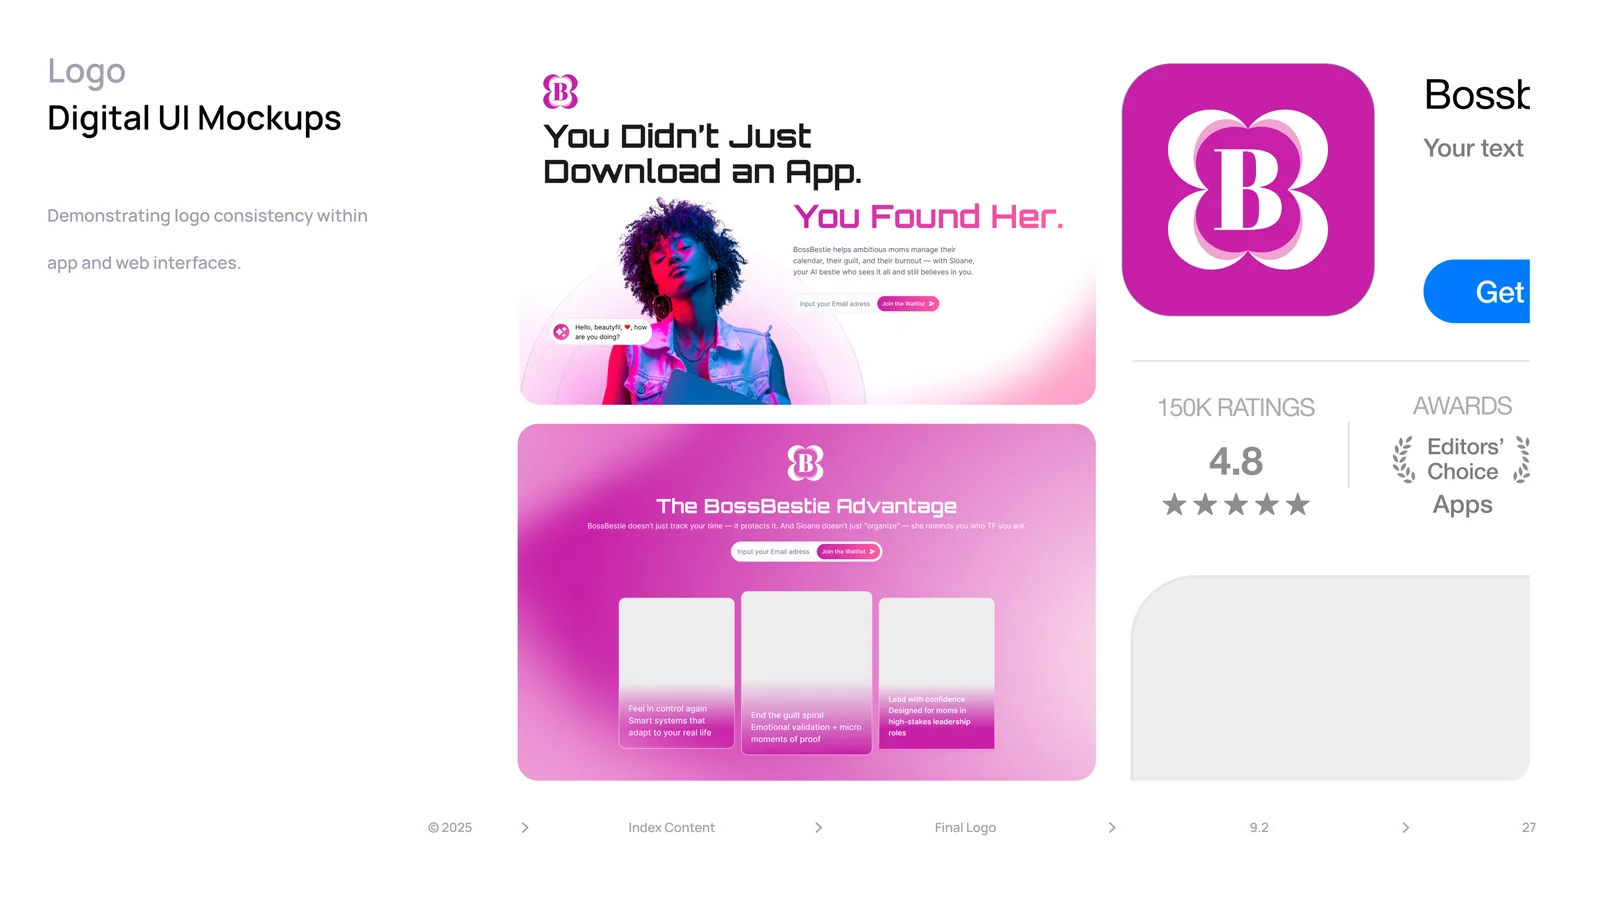 Logo
Digital UI Mockups
Demonstrating logo consistency within
app and web interfaces.
B
You Didn't Just
Download an App.
You Found Her.
BossBestie helps ambitious moms manage their
calendar, their guilt, and their burnout — with Sloane,
your AI bestie who sees it all and still believes in you.
Input your Email adress
Join the Waitlist
Hello, beautyfil, ❤, how
are you doing?
B
The BossBestie Advantage
BossBestie doesn't just track your time — it protects it. And Sloane doesn't just "organize" — she reminds you who TF you are.
Input your Email adress
Join the Waitlist
Feel in control again
Smart systems that
adapt to your real life
End the guilt spiral
Emotional validation + micro
moments of proof
Lead with confidence
Designed for moms in
high-stakes leadership
roles
B
Bossb
Your text
Get
150K RATINGS
4.8
AWARDS
Editors'
Choice
Apps
© 2025
Index Content
Final Logo
9.2
27